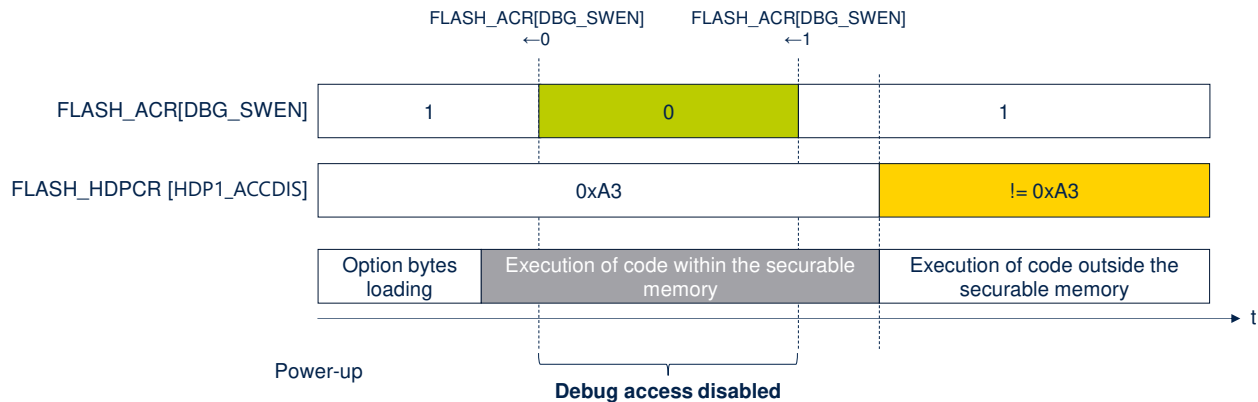 FLASH_ACR[DBG_SWEN]
←0
FLASH_ACR[DBG_SWEN]
←1
FLASH_ACR[DBG_SWEN]
1
0
1
FLASH_HDPCR [HDP1_ACCDIS]
0xA3
!= 0xA3
Option bytes
loading
Execution of code within the securable
memory
Execution of code outside the
securable memory
t
Power-up
Debug access disabled